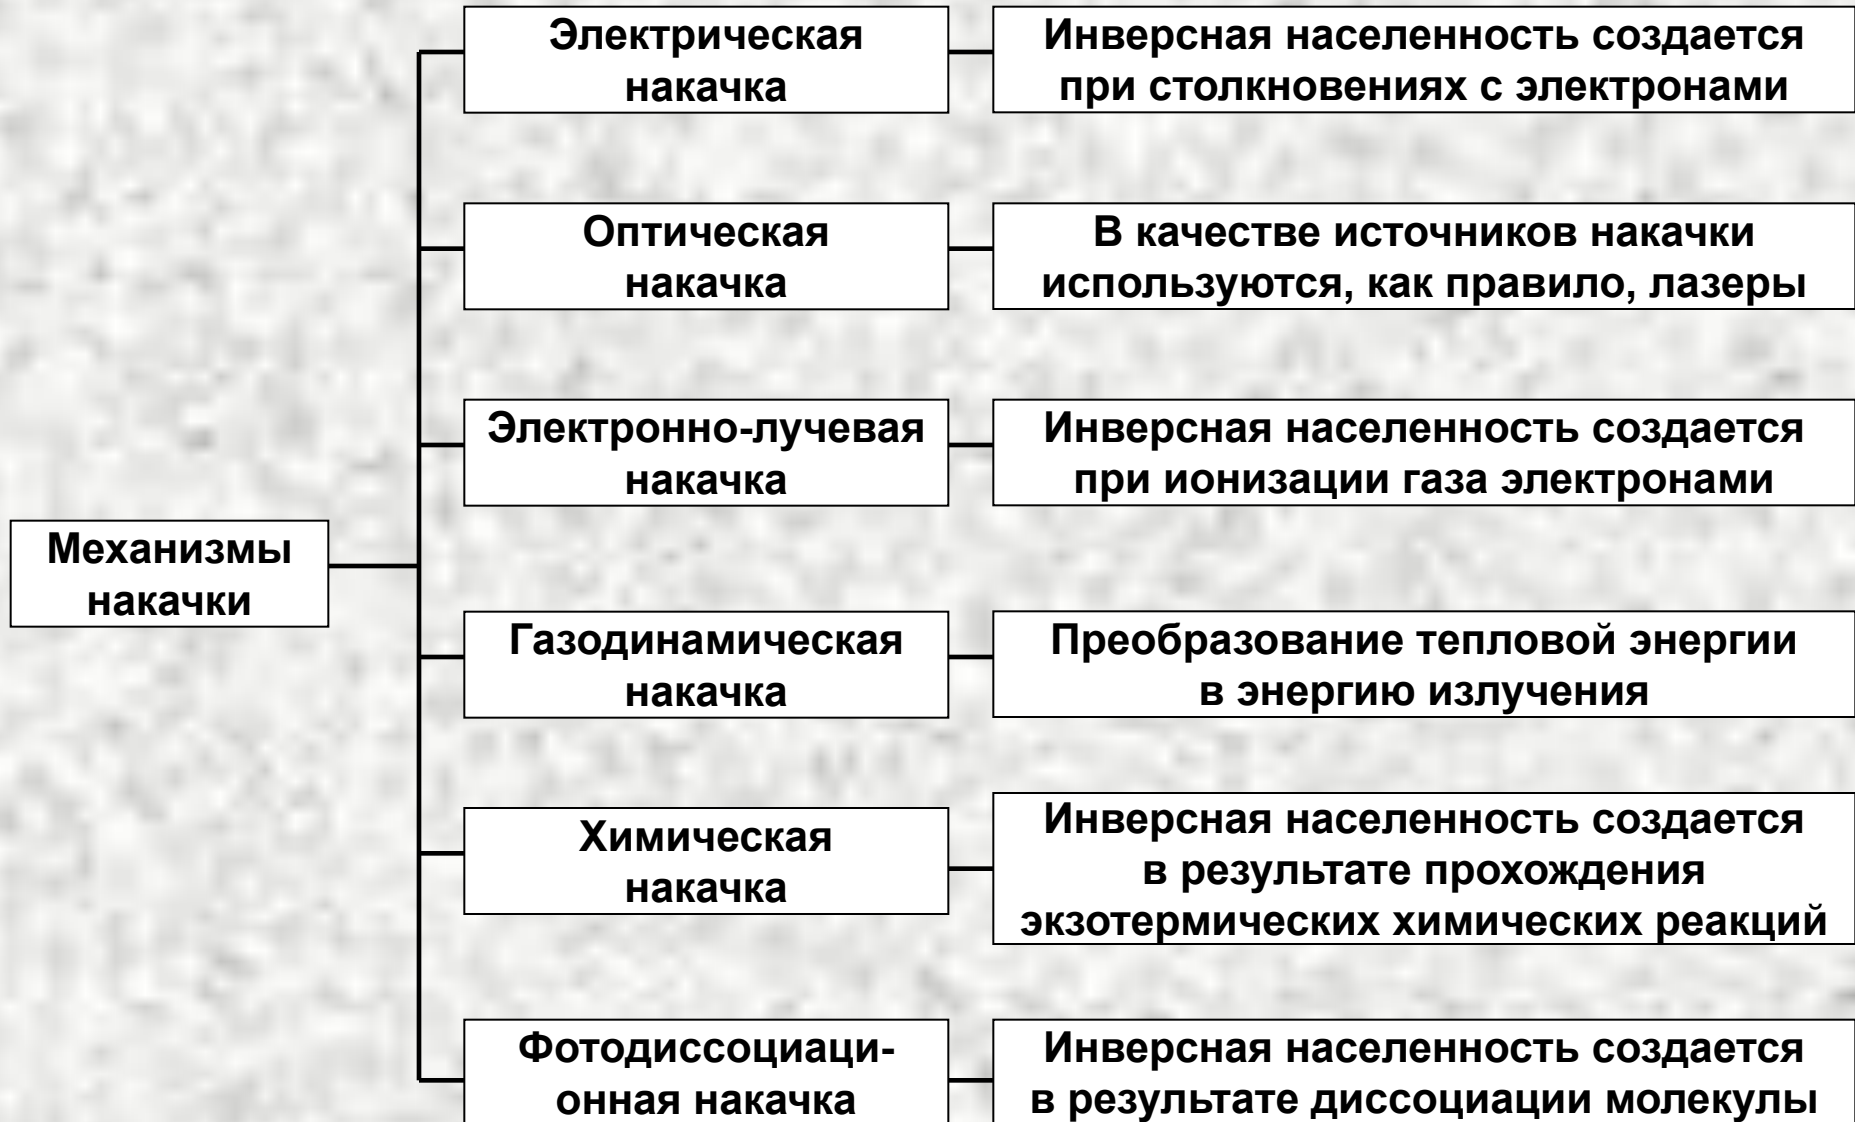 Электрическая
накачка
Инверсная населенность создается
при столкновениях с электронами
Оптическая
накачка
В качестве источников накачки
используются, как правило, лазеры
Электронно-лучевая
накачка
Инверсная населенность создается
при ионизации газа электронами
Механизмы
накачки
Газодинамическая
накачка
Преобразование тепловой энергии
в энергию излучения
Химическая
накачка
Инверсная населенность создается
в результате прохождения
экзотермических химических реакций
Фотодиссоциаци-
онная накачка
Инверсная населенность создается
в результате диссоциации молекулы